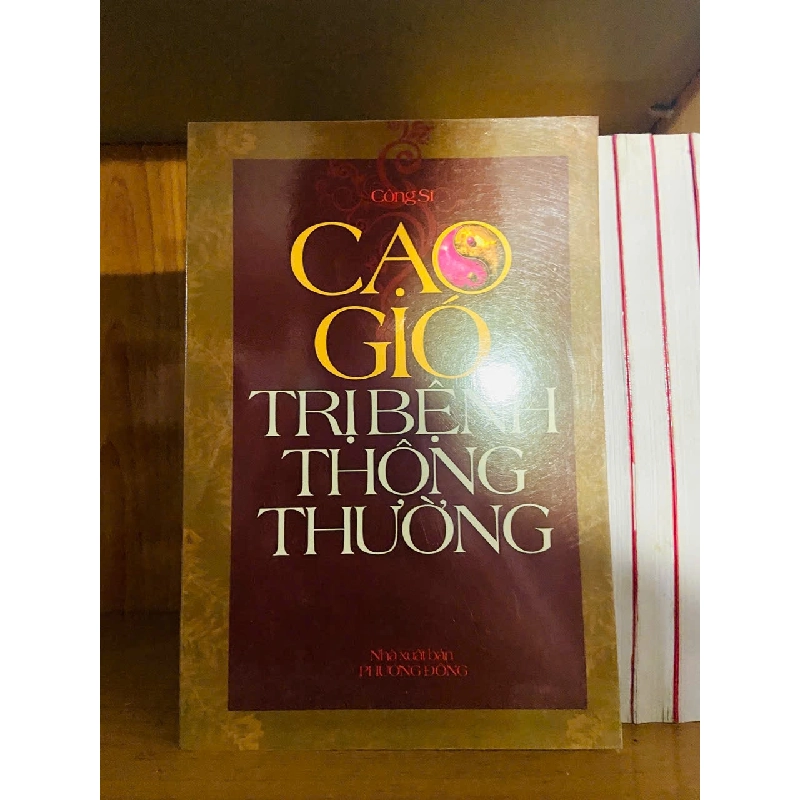 Công Sĩ
CẠO
GIÓ
TRỊ BỆNH
THÔNG
THƯỜNG
Nhà xuất bản
PHƯƠNG ĐÔNG